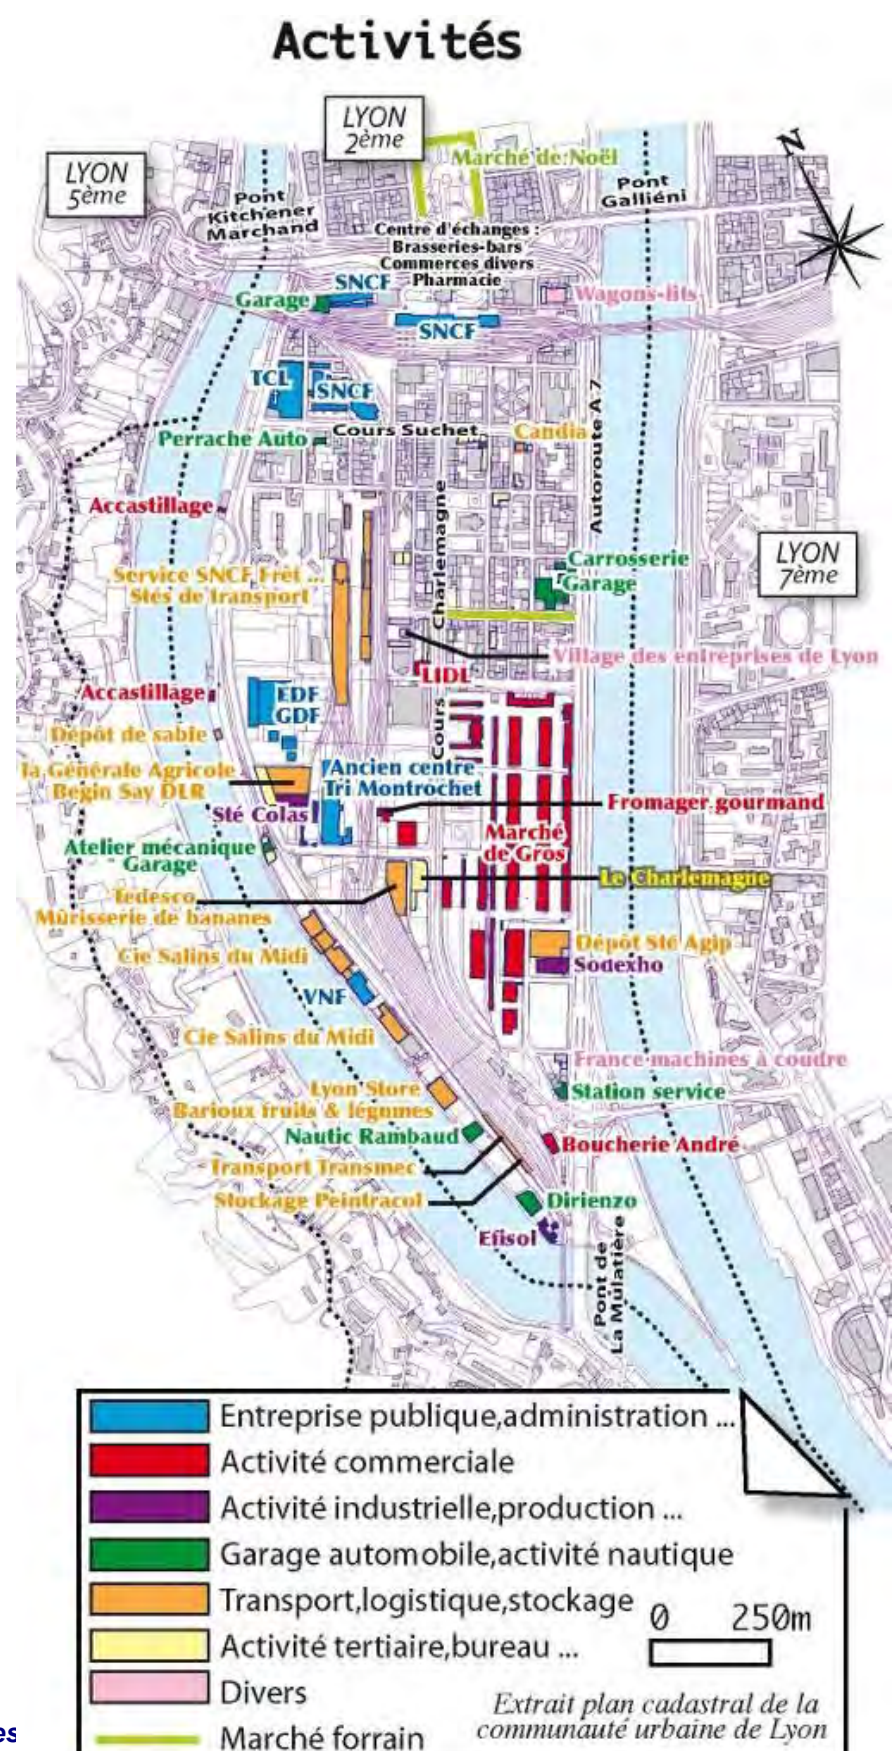 Activités
LYON
2ème
LYON
5ème
Marché de Noël
Pont
Kitchener
Marchand
Pont
Galliéni
N
Centre d'échanges :
Brasseries-bars
Commerces divers
Pharmacie
SNCF
Garage
Wagons-lits
SNCF
TCL
SNCF
Cours Suchet
Candia
Perrache Auto
Autoroute A 7
Accastillage
Cours Charlemagne
Carrosserie
Garage
LYON
7ème
Service SNCF Frêt ...
Stés de transport
Village des entreprises de Lyon
LIDL
Accastillage
EDF
GDF
Dépôt de sable
la Générale Agricole
Begin Say DLR
Ancien centre
Tri Montrochet
Sté Colas
Fromager gourmand
Marché
de Gros
Atelier mécanique
Garage
Le Charlemagne
Tedesco
Mûrisserie de bananes
Dépôt Sté Agip
Sodexho
Cie Salins du Midi
VNF
Cie Salins du Midi
France machines à coudre
Station service
Lyon Store
Barioux fruits & légumes
Nautic Rambaud
Boucherie André
Transport Transmec
Stockage Peintracol
Dirienzo
Efisol
Pont de
La Mulatière
Entreprise publique,administration ...
Activité commerciale
Activité industrielle,production ...
Garage automobile,activité nautique
Transport,logistique,stockage
Activité tertiaire,bureau ...
Divers
Marché forrain
0 250m
Extrait plan cadastral de la
communauté urbaine de Lyon
es